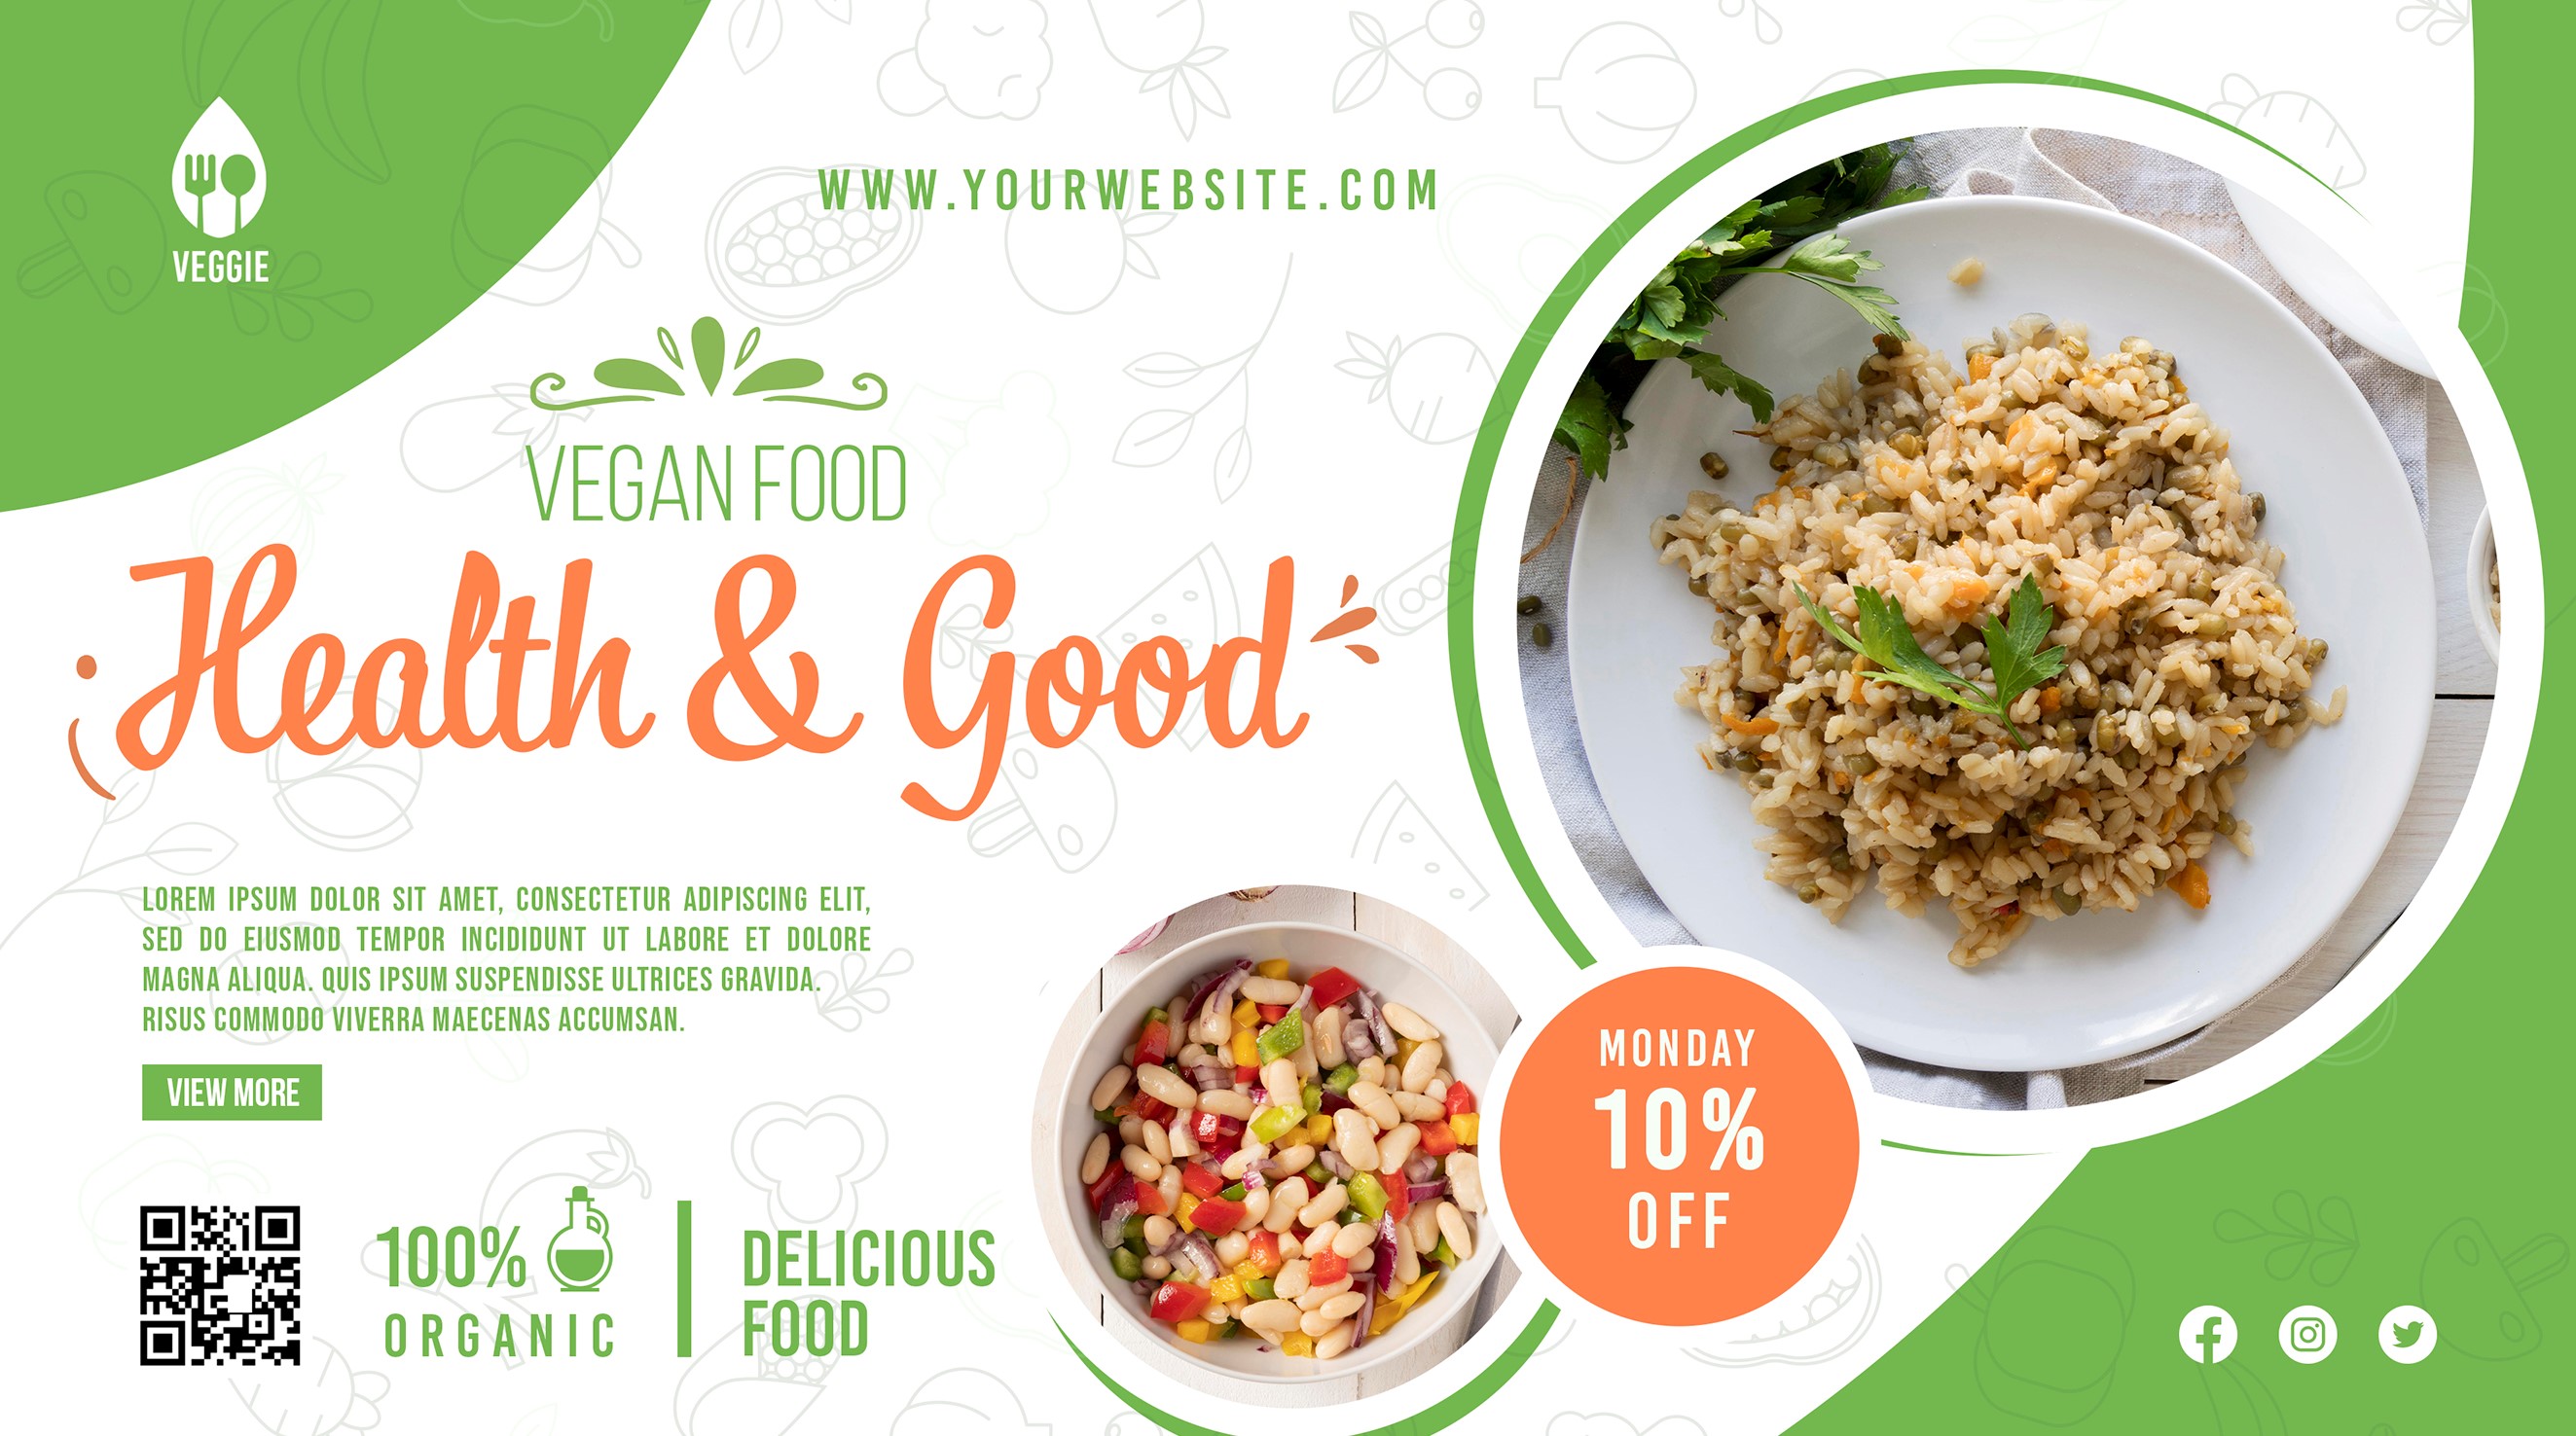 VEGGIE
WWW.YOURWEBSITE.COM
VEGAN FOOD
Health & Good
LOREM IPSUM DOLOR SIT AMET, CONSECTETUR ADIPISCING ELIT,
SED DO EIUSMOD TEMPOR INCIDIDUNT UT LABORE ET DOLORE
MAGNA ALIQUA. QUIS IPSUM SUSPENDISSE ULTRICES GRAVIDA.
RISUS COMMODO VIVERRA MAECENAS ACCUMSAN.
VIEW MORE
100%
ORGANIC
DELICIOUS
FOOD
MONDAY
10%
OFF